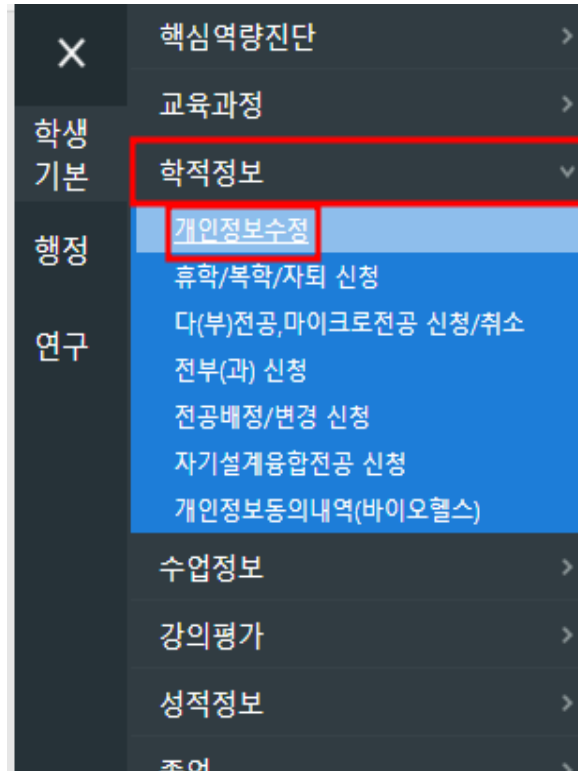 학생
기본
행정
연구
핵심역량진단
교육과정
학적정보
개인정보수정
휴학/복학/자퇴 신청
다(부)전공,마이크로전공 신청/취소
전부(과) 신청
전공배정/변경 신청
자기설계융합전공 신청
개인정보동의내역(바이오헬스)
수업정보
강의평가
성적정보
졸업